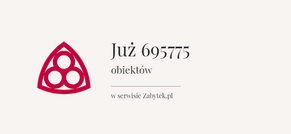 Już 695775
obiektów
w serwisie Zabytek.pl